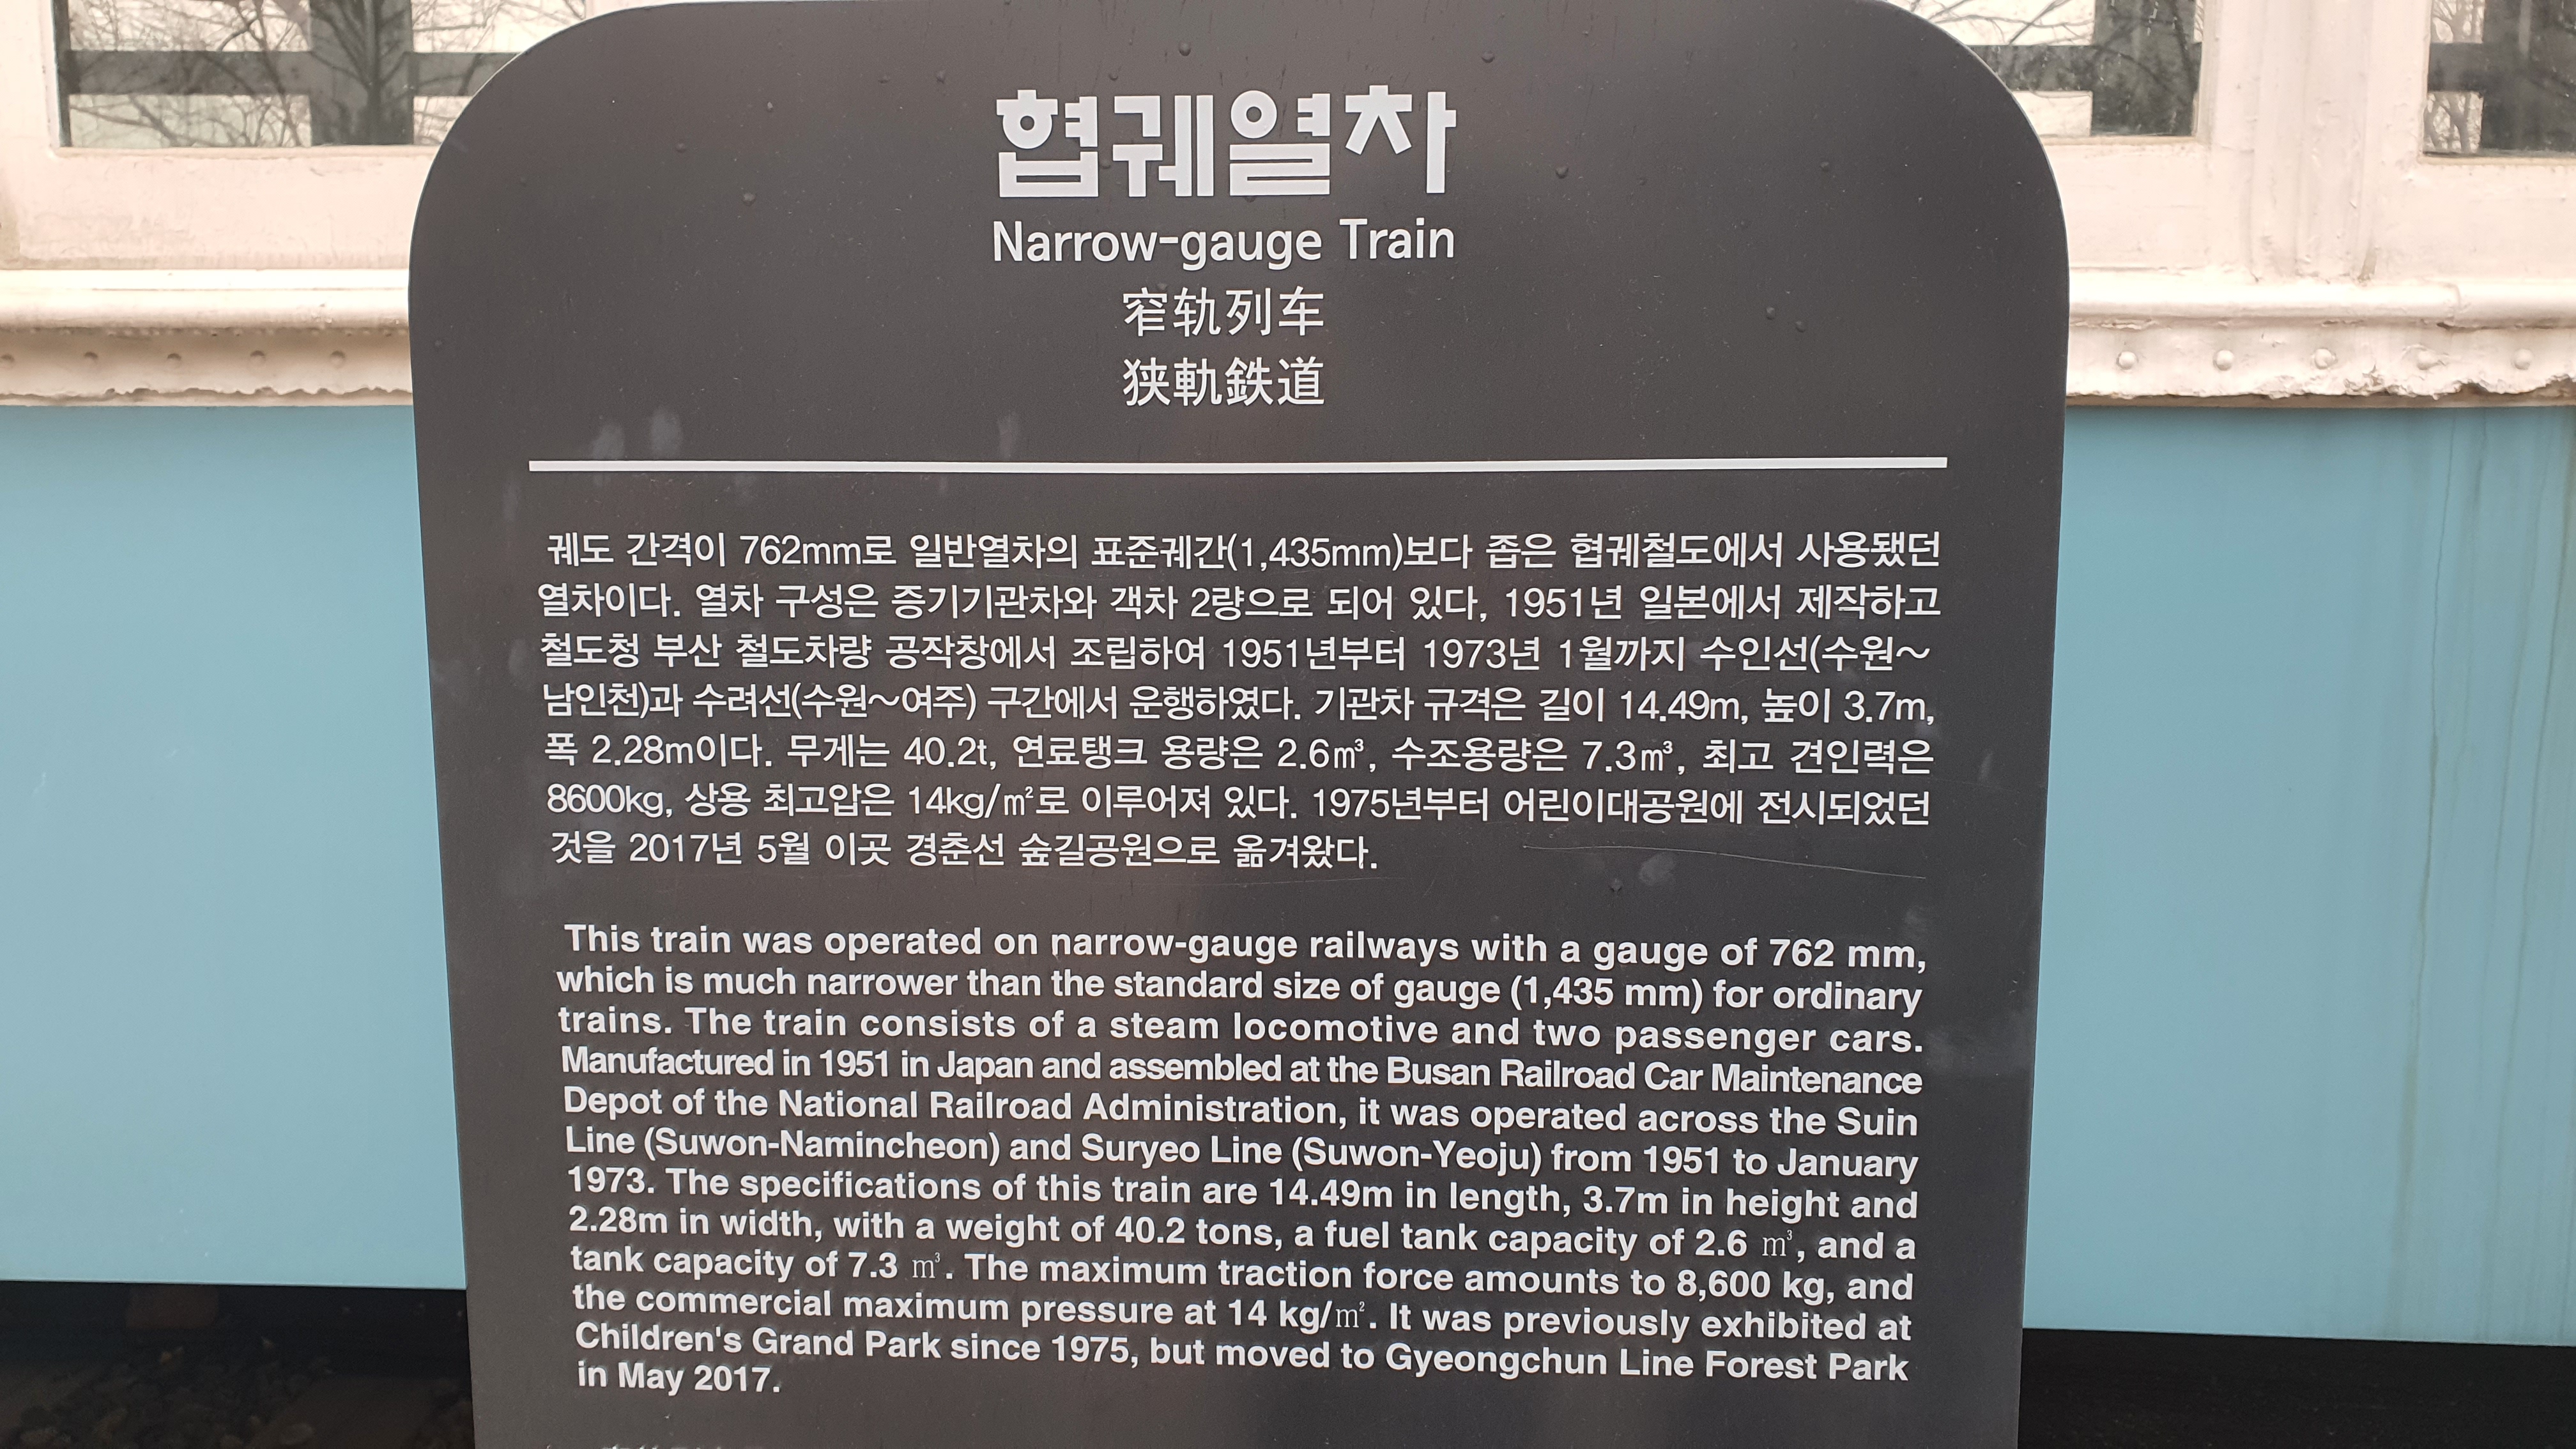 협궤열차
Narrow-gauge Train
窄轨列车
狭軌鉄道
궤도 간격이 762mm로 일반열차의 표준궤간(1,435mm)보다 좁은 협궤철도에서 사용됐던
열차이다. 열차 구성은 증기기관차와 객차 2량으로 되어 있다, 1951년 일본에서 제작하고
철도청 부산 철도차량 공작창에서 조립하여 1951년부터 1973년 1월까지 수인선(수원~
남인천)과 수려선(수원~여주) 구간에서 운행하였다. 기관차 규격은 길이 14.49m, 높이 3.7m,
폭 2.28m이다. 무게는 40.2t, 연료탱크 용량은 2.6㎥, 수조용량은 7.3㎥, 최고 견인력은
8600kg, 상용 최고압은 14kg/㎡로 이루어져 있다. 1975년부터 어린이대공원에 전시되었던
것을 2017년 5월 이곳 경춘선 숲길공원으로 옮겨왔다.
This train was operated on narrow-gauge railways with a gauge of 762 mm,
which is much narrower than the standard size of gauge (1,435 mm) for ordinary
trains. The train consists of a steam locomotive and two passenger cars.
Manufactured in 1951 in Japan and assembled at the Busan Railroad Car Maintenance
Depot of the National Railroad Administration, it was operated across the Suin
Line (Suwon-Namincheon) and Suryeo Line (Suwon-Yeoju) from 1951 to January
1973. The specifications of this train are 14.49m in length, 3.7m in height and
2.28m in width, with a weight of 40.2 tons, a fuel tank capacity of 2.6 ㎥, and a
tank capacity of 7.3 ㎥. The maximum traction force amounts to 8,600 kg, and
the commercial maximum pressure at 14 kg/㎡. It was previously exhibited at
Children's Grand Park since 1975, but moved to Gyeongchun Line Forest Park
in May 2017.